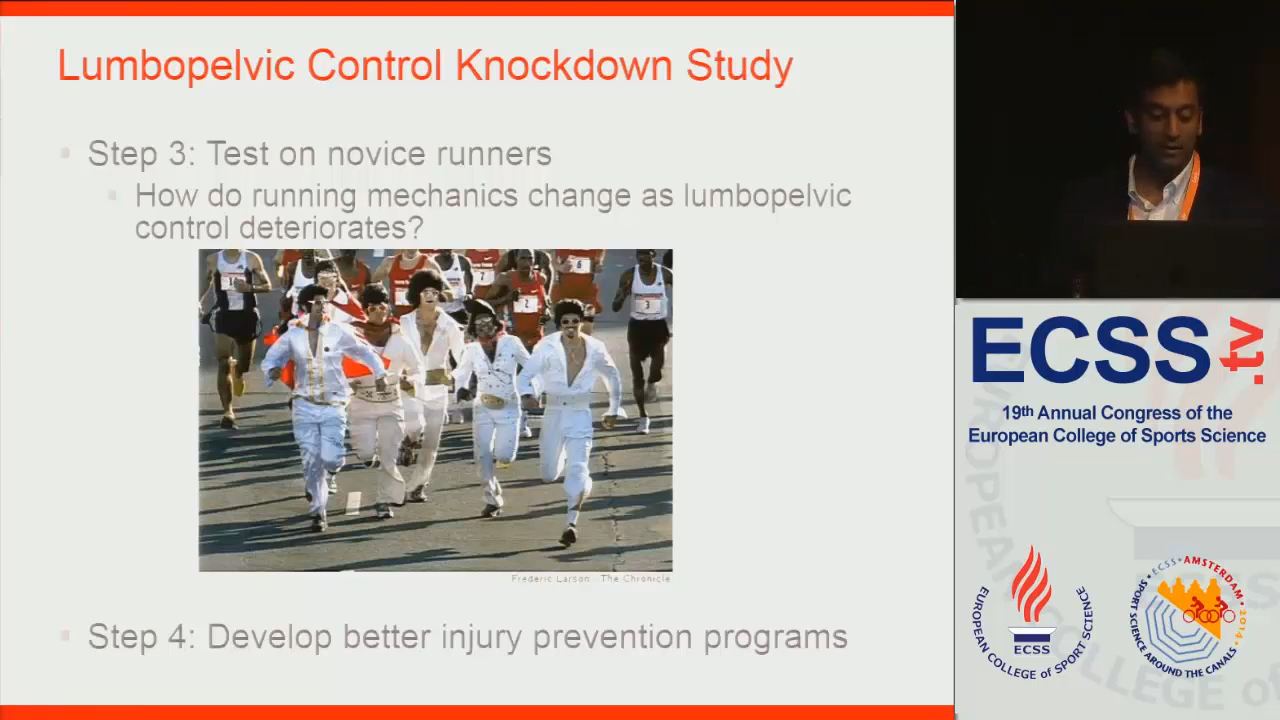 Lumbopelvic Control Knockdown Study
Step 3: Test on novice runners
How do running mechanics change as lumbopelvic
control deteriorates?
Frederic Larson The Chronicle
Step 4: Develop better injury prevention programs
ECSS.tv
19th Annual Congress of the
European College of Sports Science
EUROPEAN COLLEGE OF SPORT SCIENCE
ECSS
ECSS AMSTERDAM 2014
SPORT SCIENCE AROUND THE CANALS